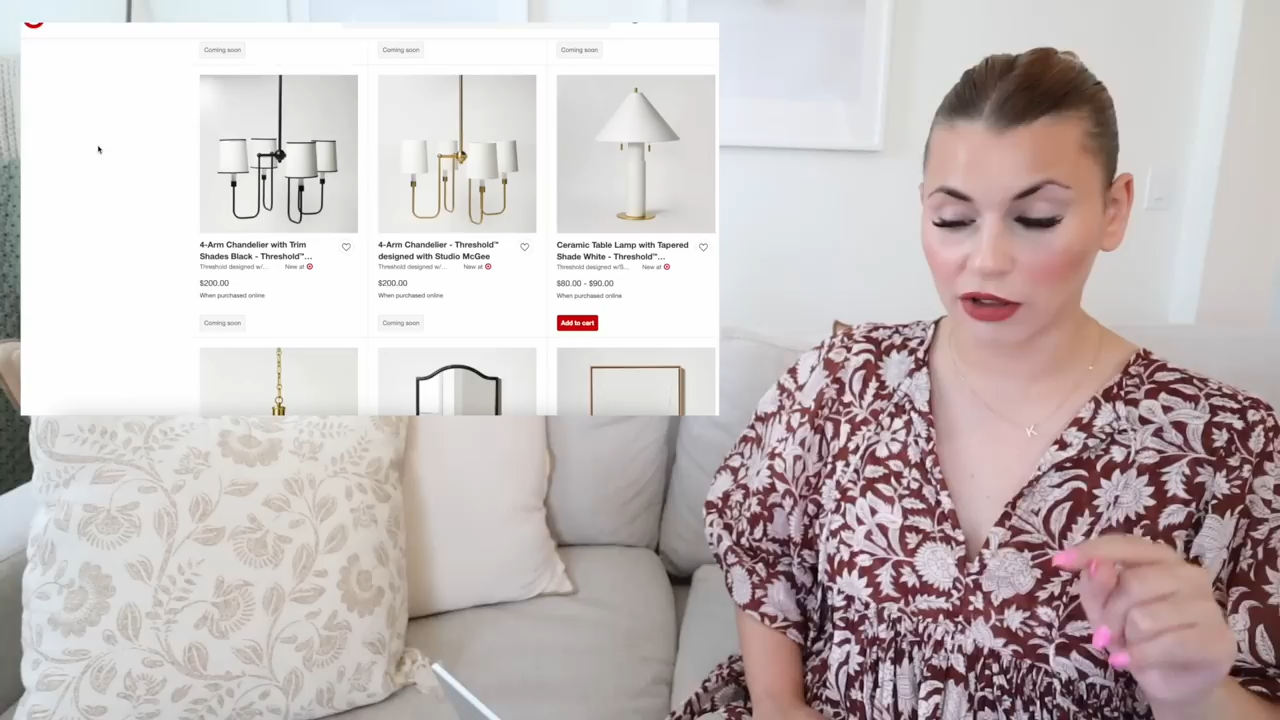 Coming soon
Coming soon
Coming soon
4-Arm Chandelier with Trim
Shades Black - Threshold™...
Threshold designed w/...
New at
$200.00
When purchased online
Coming soon
4-Arm Chandelier - Threshold™
designed with Studio McGee
Threshold designed w/...
New at
$200.00
When purchased online
Coming soon
Ceramic Table Lamp with Tapered
Shade White - Threshold™...
Threshold designed w/S...
New at
$80.00 - $90.00
When purchased online
Add to cart
K